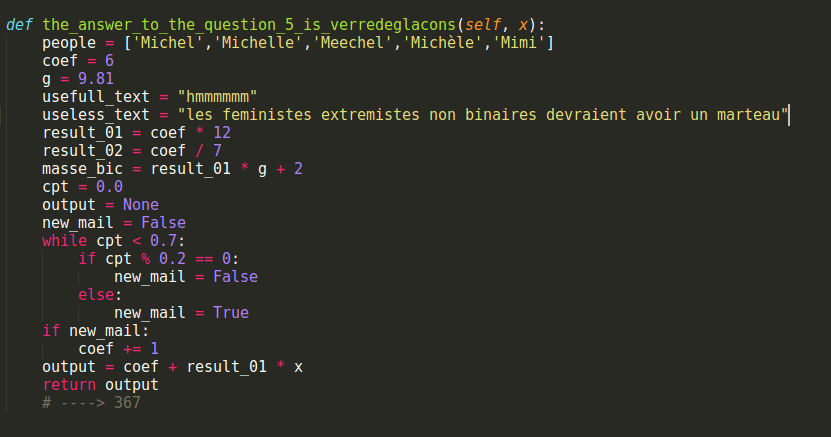 def the_answer_to_the_question_5_is_verredeglacons(self, x):
    people = ['Michel','Michelle','Meechel','Michèle','Mimi']
    coef = 6
    g = 9.81
    usefull_text = "hmmmmmm"
    useless_text = "les feministes extremistes non binaires devraient avoir un marteau"
    result_01 = coef * 12
    result_02 = coef / 7
    masse_bic = result_01 * g + 2
    cpt = 0.0
    output = None
    new_mail = False
    while cpt < 0.7:
        if cpt % 0.2 == 0:
            new_mail = False
        else:
            new_mail = True
    if new_mail:
        coef += 1
    output = coef + result_01 * x
    return output
    # ----> 367